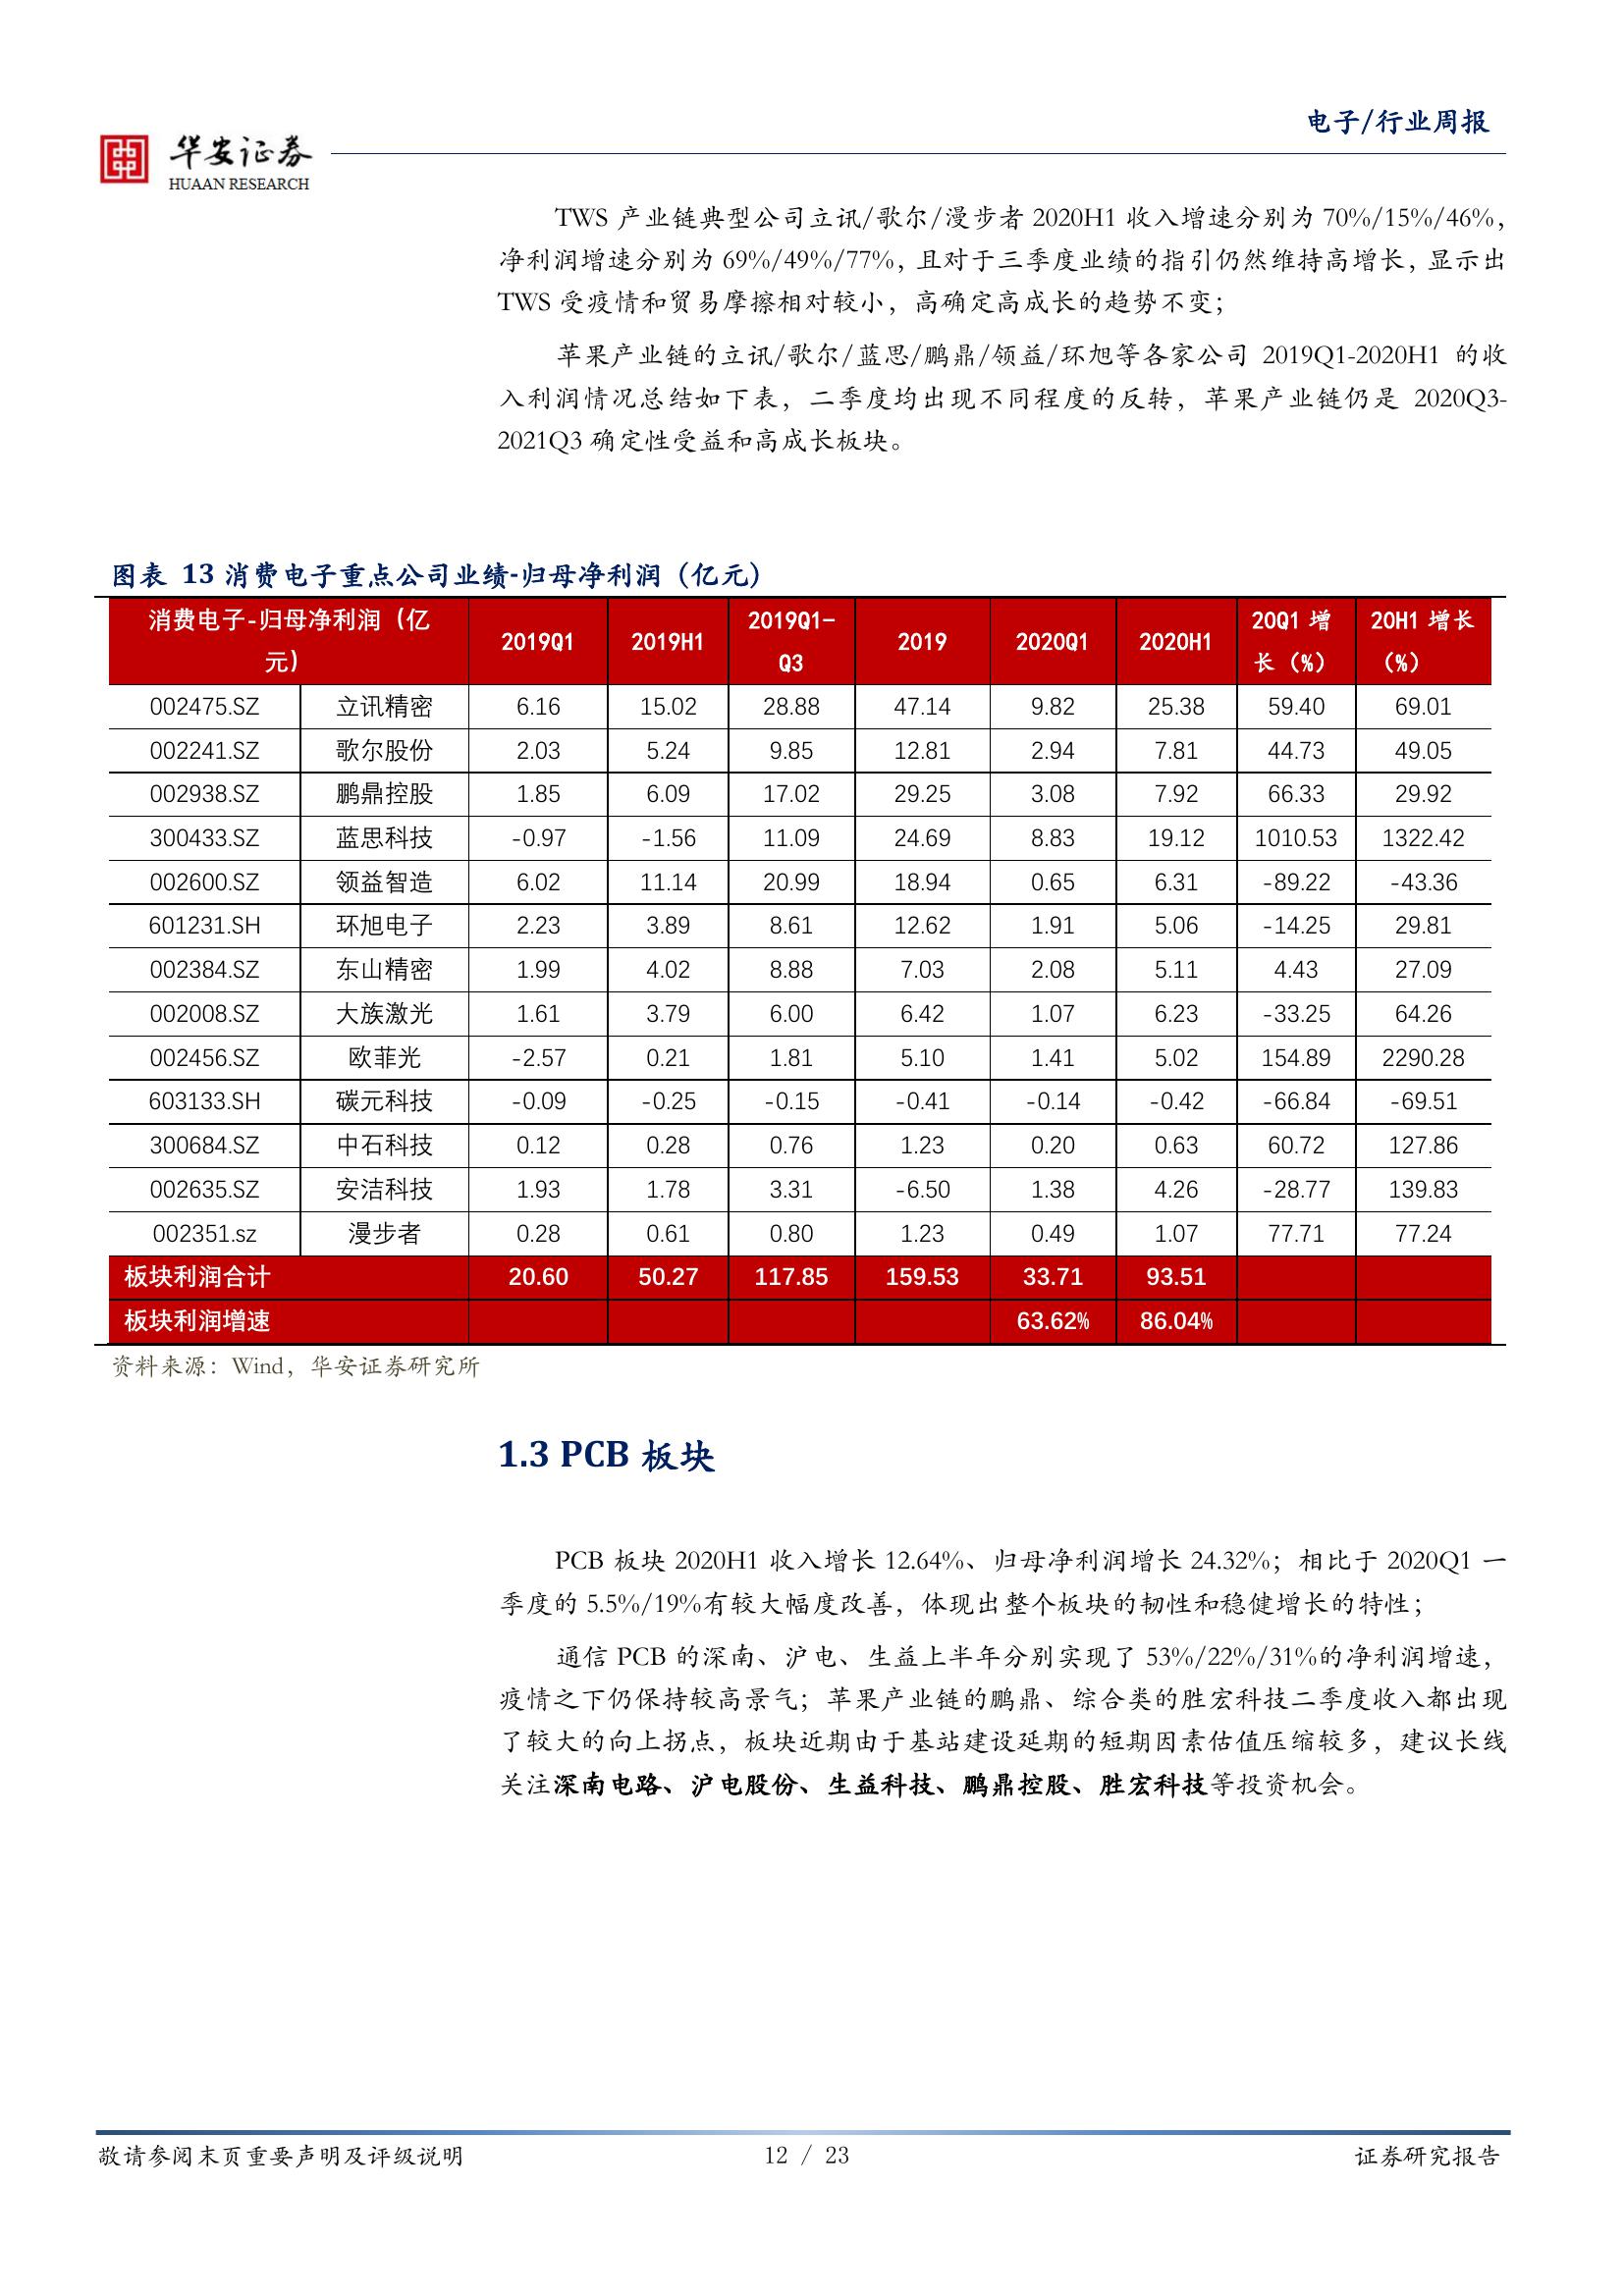 电子/行业周报
华安证券
HUAAN RESEARCH
TWS 产业链典型公司立讯/歌尔/漫步者 2020H1 收入增速分别为 70%/15%/46%，
净利润增速分别为 69%/49%/77%，且对于三季度业绩的指引仍然维持高增长，显示出
TWS 受疫情和贸易摩擦相对较小，高确定高成长的趋势不变；
苹果产业链的立讯/歌尔/蓝思/鹏鼎/领益/环旭等各家公司 2019Q1-2020H1 的收
入利润情况总结如下表，二季度均出现不同程度的反转，苹果产业链仍是 2020Q3-
2021Q3 确定性受益和高成长板块。
图表 13 消费电子重点公司业绩-归母净利润（亿元）
消费电子-归母净利润（亿元） 2019Q1 2019H1 2019Q1-Q3 2019 2020Q1 2020H1 20Q1 增长（%） 20H1 增长（%）
002475.SZ 立讯精密 6.16 15.02 28.88 47.14 9.82 25.38 59.40 69.01
002241.SZ 歌尔股份 2.03 5.24 9.85 12.81 2.94 7.81 44.73 49.05
002938.SZ 鹏鼎控股 1.85 6.09 17.02 29.25 3.08 7.92 66.33 29.92
300433.SZ 蓝思科技 -0.97 -1.56 11.09 24.69 8.83 19.12 1010.53 1322.42
002600.SZ 领益智造 6.02 11.14 20.99 18.94 0.65 6.31 -89.22 -43.36
601231.SH 环旭电子 2.23 3.89 8.61 12.62 1.91 5.06 -14.25 29.81
002384.SZ 东山精密 1.99 4.02 8.88 7.03 2.08 5.11 4.43 27.09
002008.SZ 大族激光 1.61 3.79 6.00 6.42 1.07 6.23 -33.25 64.26
002456.SZ 欧菲光 -2.57 0.21 1.81 5.10 1.41 5.02 154.89 2290.28
603133.SH 碳元科技 -0.09 -0.25 -0.15 -0.41 -0.14 -0.42 -66.84 -69.51
300684.SZ 中石科技 0.12 0.28 0.76 1.23 0.20 0.63 60.72 127.86
002635.SZ 安洁科技 1.93 1.78 3.31 -6.50 1.38 4.26 -28.77 139.83
002351.sz 漫步者 0.28 0.61 0.80 1.23 0.49 1.07 77.71 77.24
板块利润合计 20.60 50.27 117.85 159.53 33.71 93.51
板块利润增速 63.62% 86.04%
资料来源：Wind，华安证券研究所
1.3 PCB 板块
PCB 板块 2020H1 收入增长 12.64%、归母净利润增长 24.32%；相比于 2020Q1 一
季度的 5.5%/19%有较大幅度改善，体现出整个板块的韧性和稳健增长的特性；
通信 PCB 的深南、沪电、生益上半年分别实现了 53%/22%/31%的净利润增速，
疫情之下仍保持较高景气；苹果产业链的鹏鼎、综合类的胜宏科技二季度收入都出现
了较大的向上拐点，板块近期由于基站建设延期的短期因素估值压缩较多，建议长线
关注深南电路、沪电股份、生益科技、鹏鼎控股、胜宏科技等投资机会。
敬请参阅末页重要声明及评级说明 12 / 23 证券研究报告